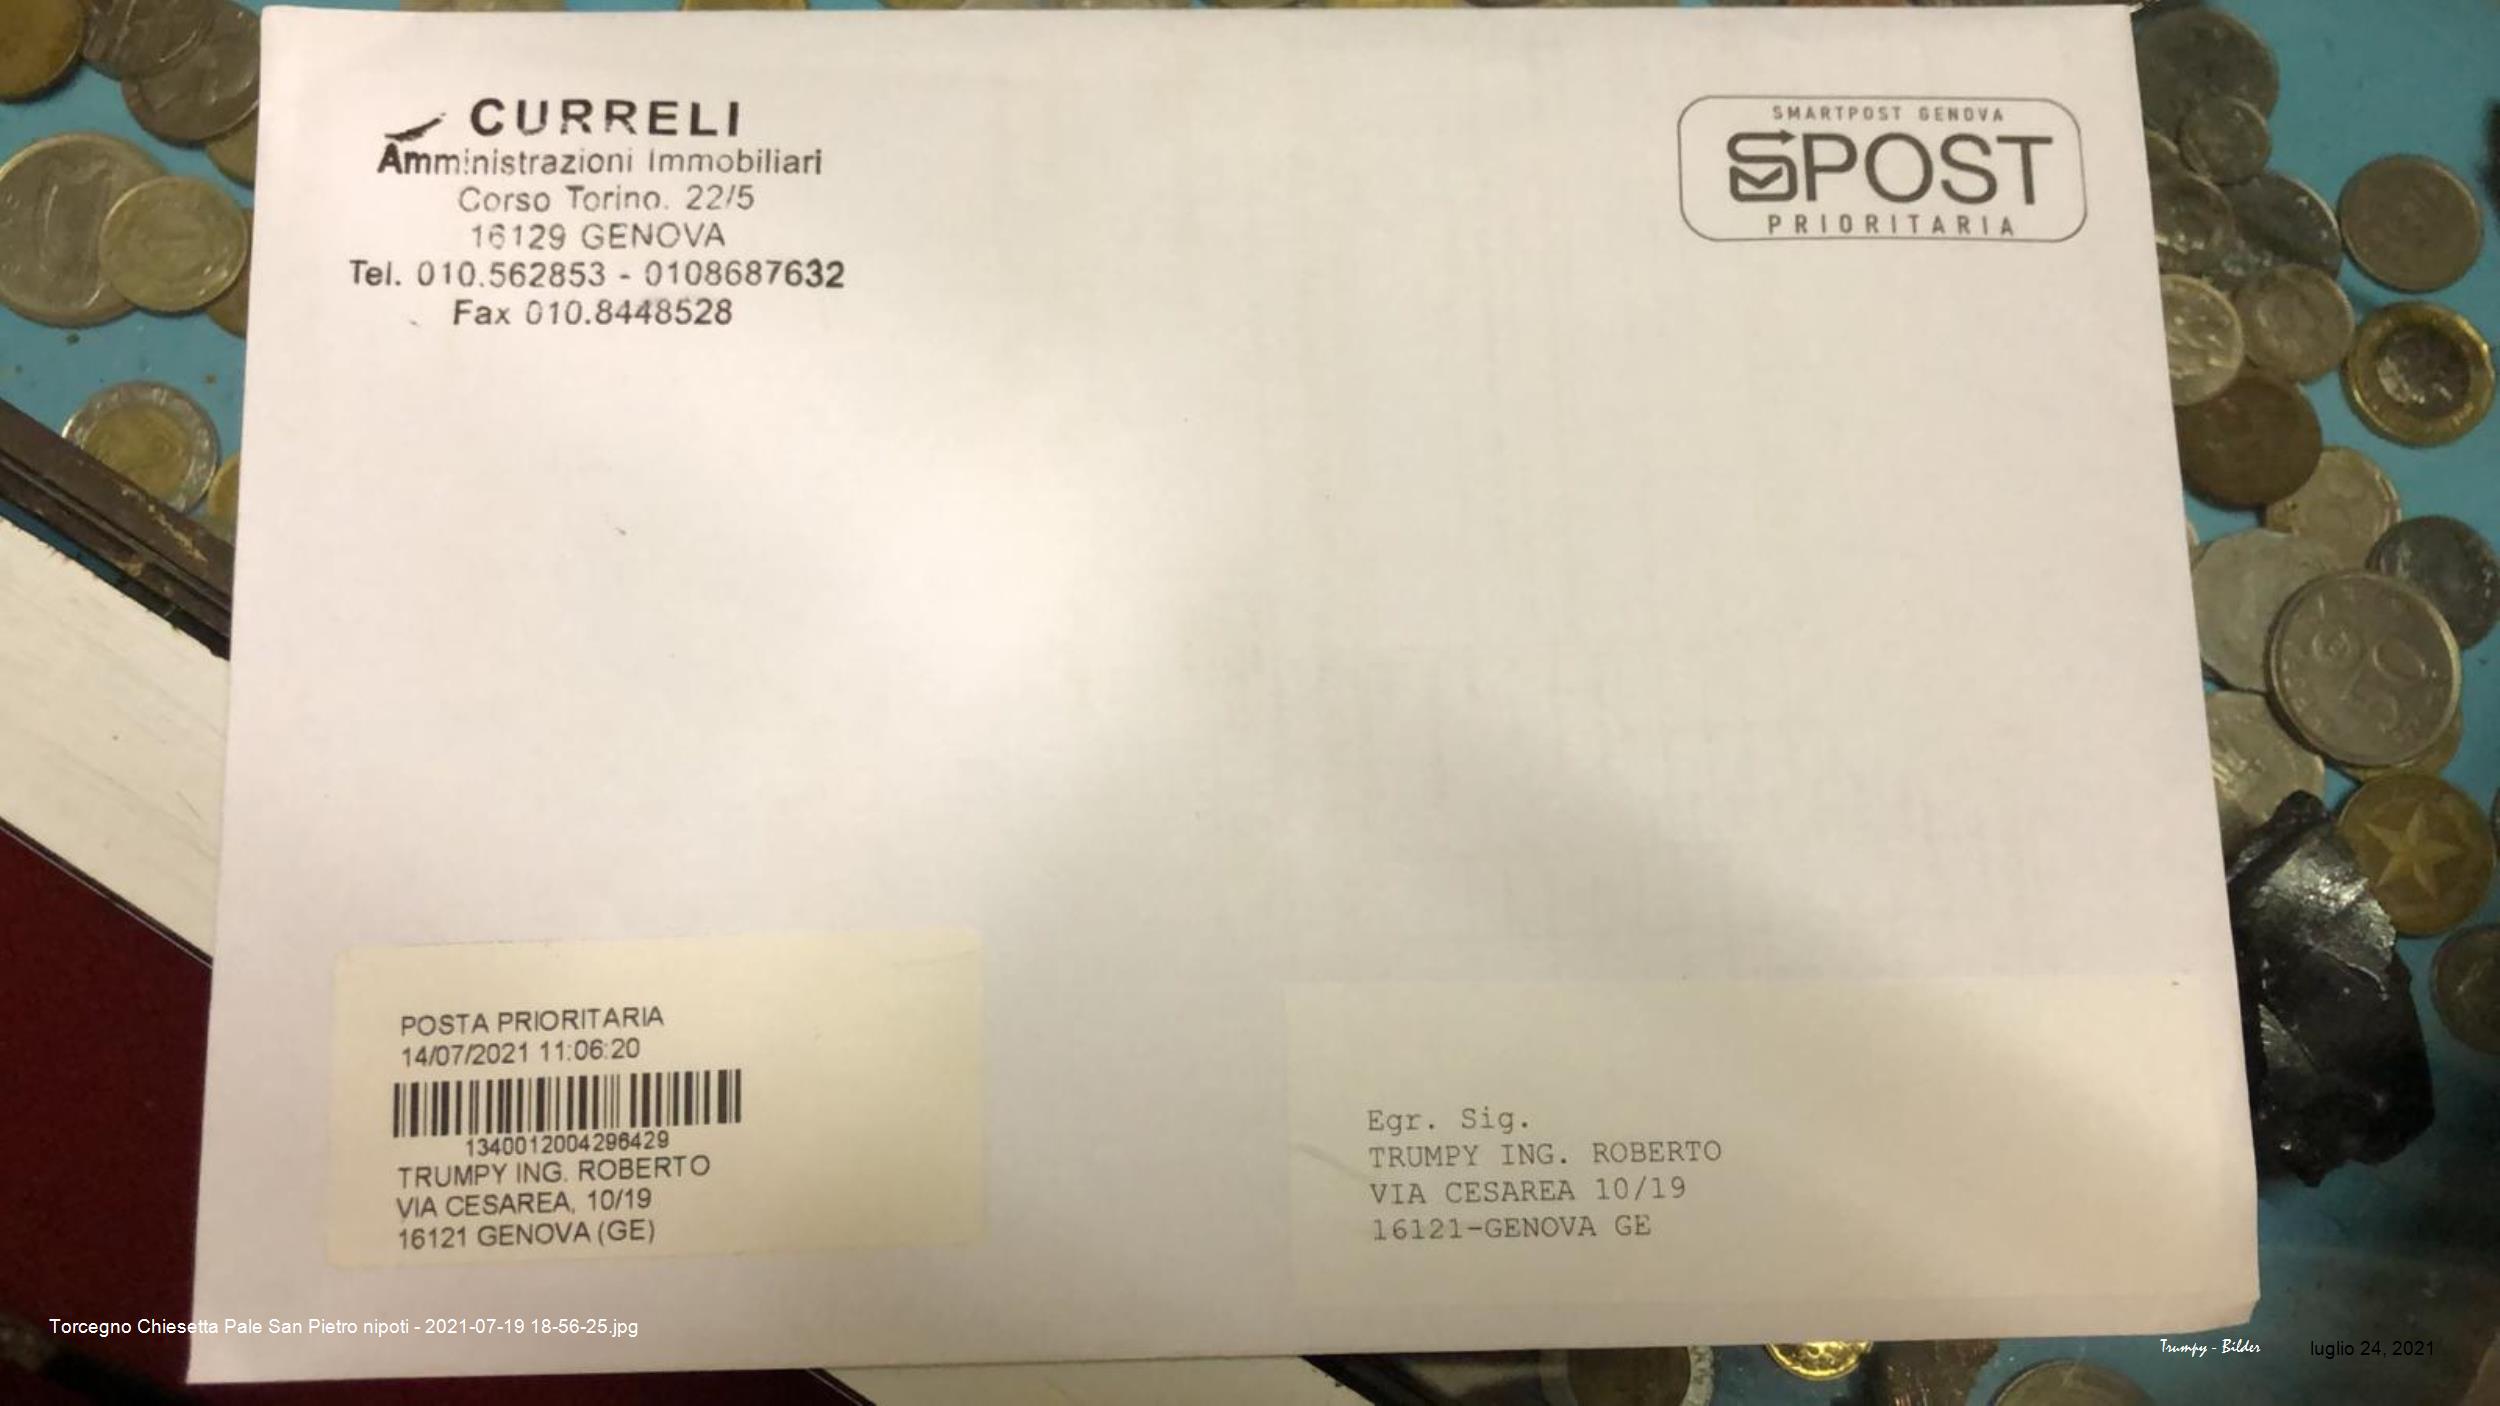 CURRELI
Amministrazioni Immobiliari
Corso Torino. 22/5
16129 GENOVA
Tel. 010.562853 - 0108687632
Fax 010.8448528
SMARTPOST GENOVA
SPOST
PRIORITARIA
POSTA PRIORITARIA
14/07/2021 11:06:20
1340012004296429
TRUMPY ING. ROBERTO
VIA CESAREA, 10/19
16121 GENOVA (GE)
Egr. Sig.
TRUMPY ING. ROBERTO
VIA CESAREA 10/19
16121-GENOVA GE
50
Torcegno Chiesetta Pale San Pietro nipoti - 2021-07-19 18-56-25.jpg
Trumpy - Bilder
luglio 24, 2021